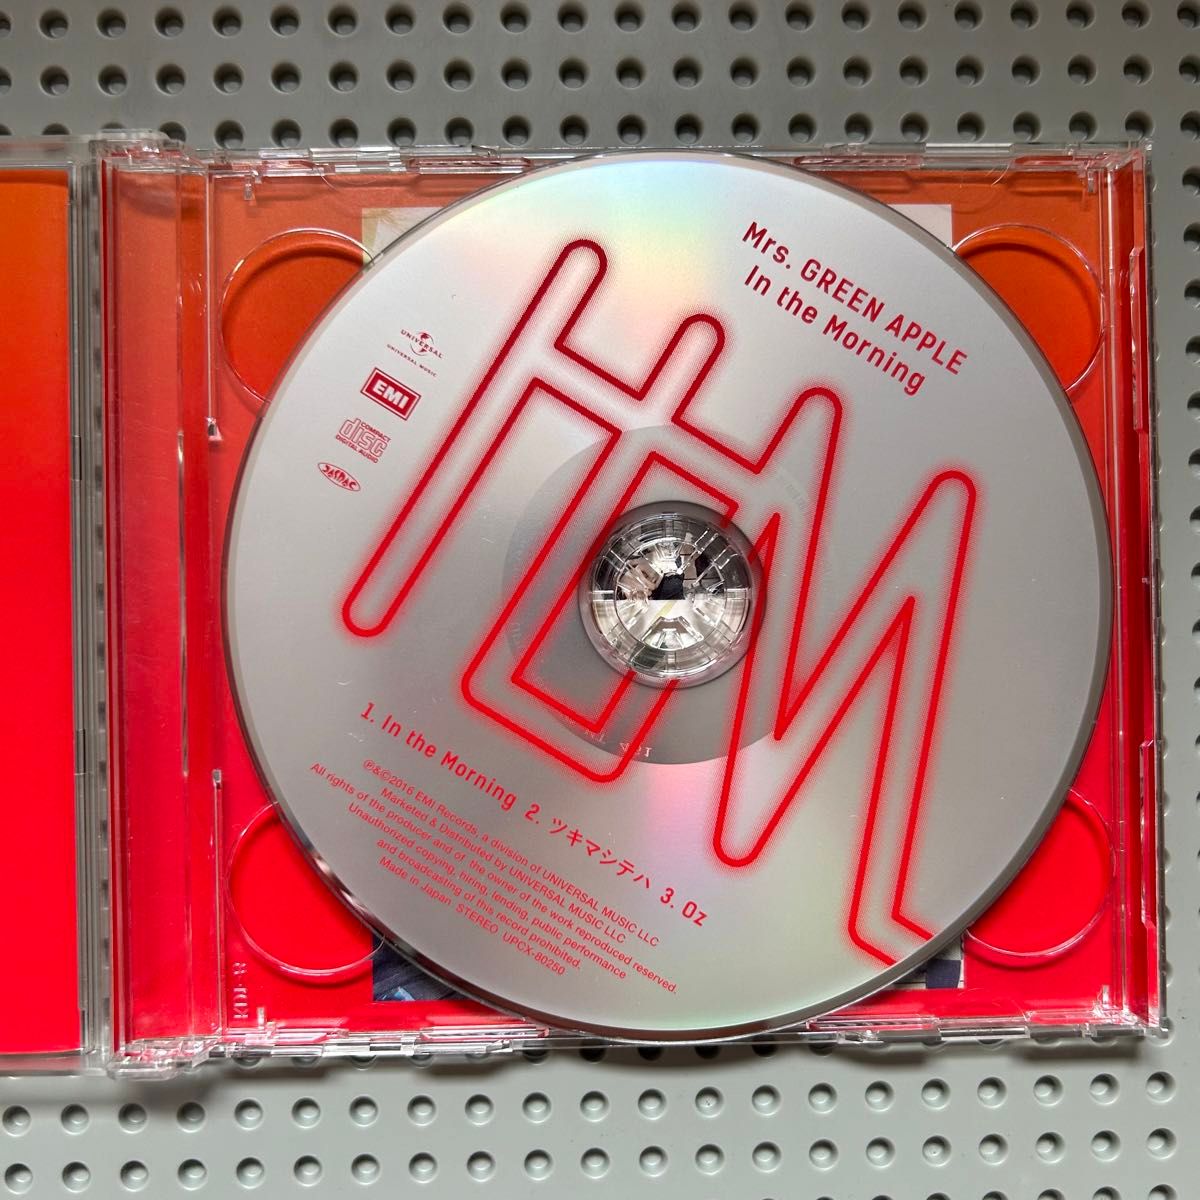 Mrs. GREEN APPLE
In the Morning
UNIVERSAL
UNIVERSAL MUSIC
EMI
COMPACT
disc
DIGITAL AUDIO
JASRAC
1. In the Morning 2. ツキマシテハ 3. Oz
℗&©2016 EMI Records, a division of UNIVERSAL MUSIC LLC
Marketed & Distributed by UNIVERSAL MUSIC LLC
All rights of the producer and of the owner of the work reproduced reserved.
Unauthorized copying, hiring, lending, public performance
and broadcasting of this record prohibited.
Made in Japan STEREO UPCX-80250